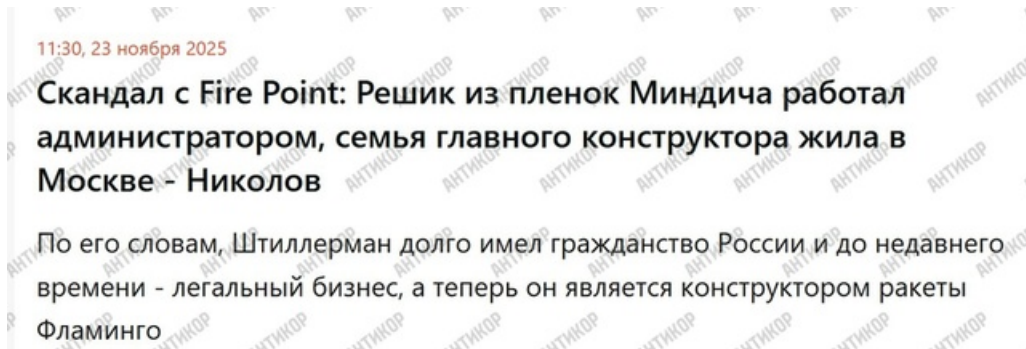 11:30, 23 ноября 2025
Скандал с Fire Point: Решик из пленок Миндича работал
администратором, семья главного конструктора жила в
Москве - Николов
По его словам, Штиллерман долго имел гражданство России и до недавнего
времени - легальный бизнес, а теперь он является конструктором ракеты
Фламинго
АНТИКОР